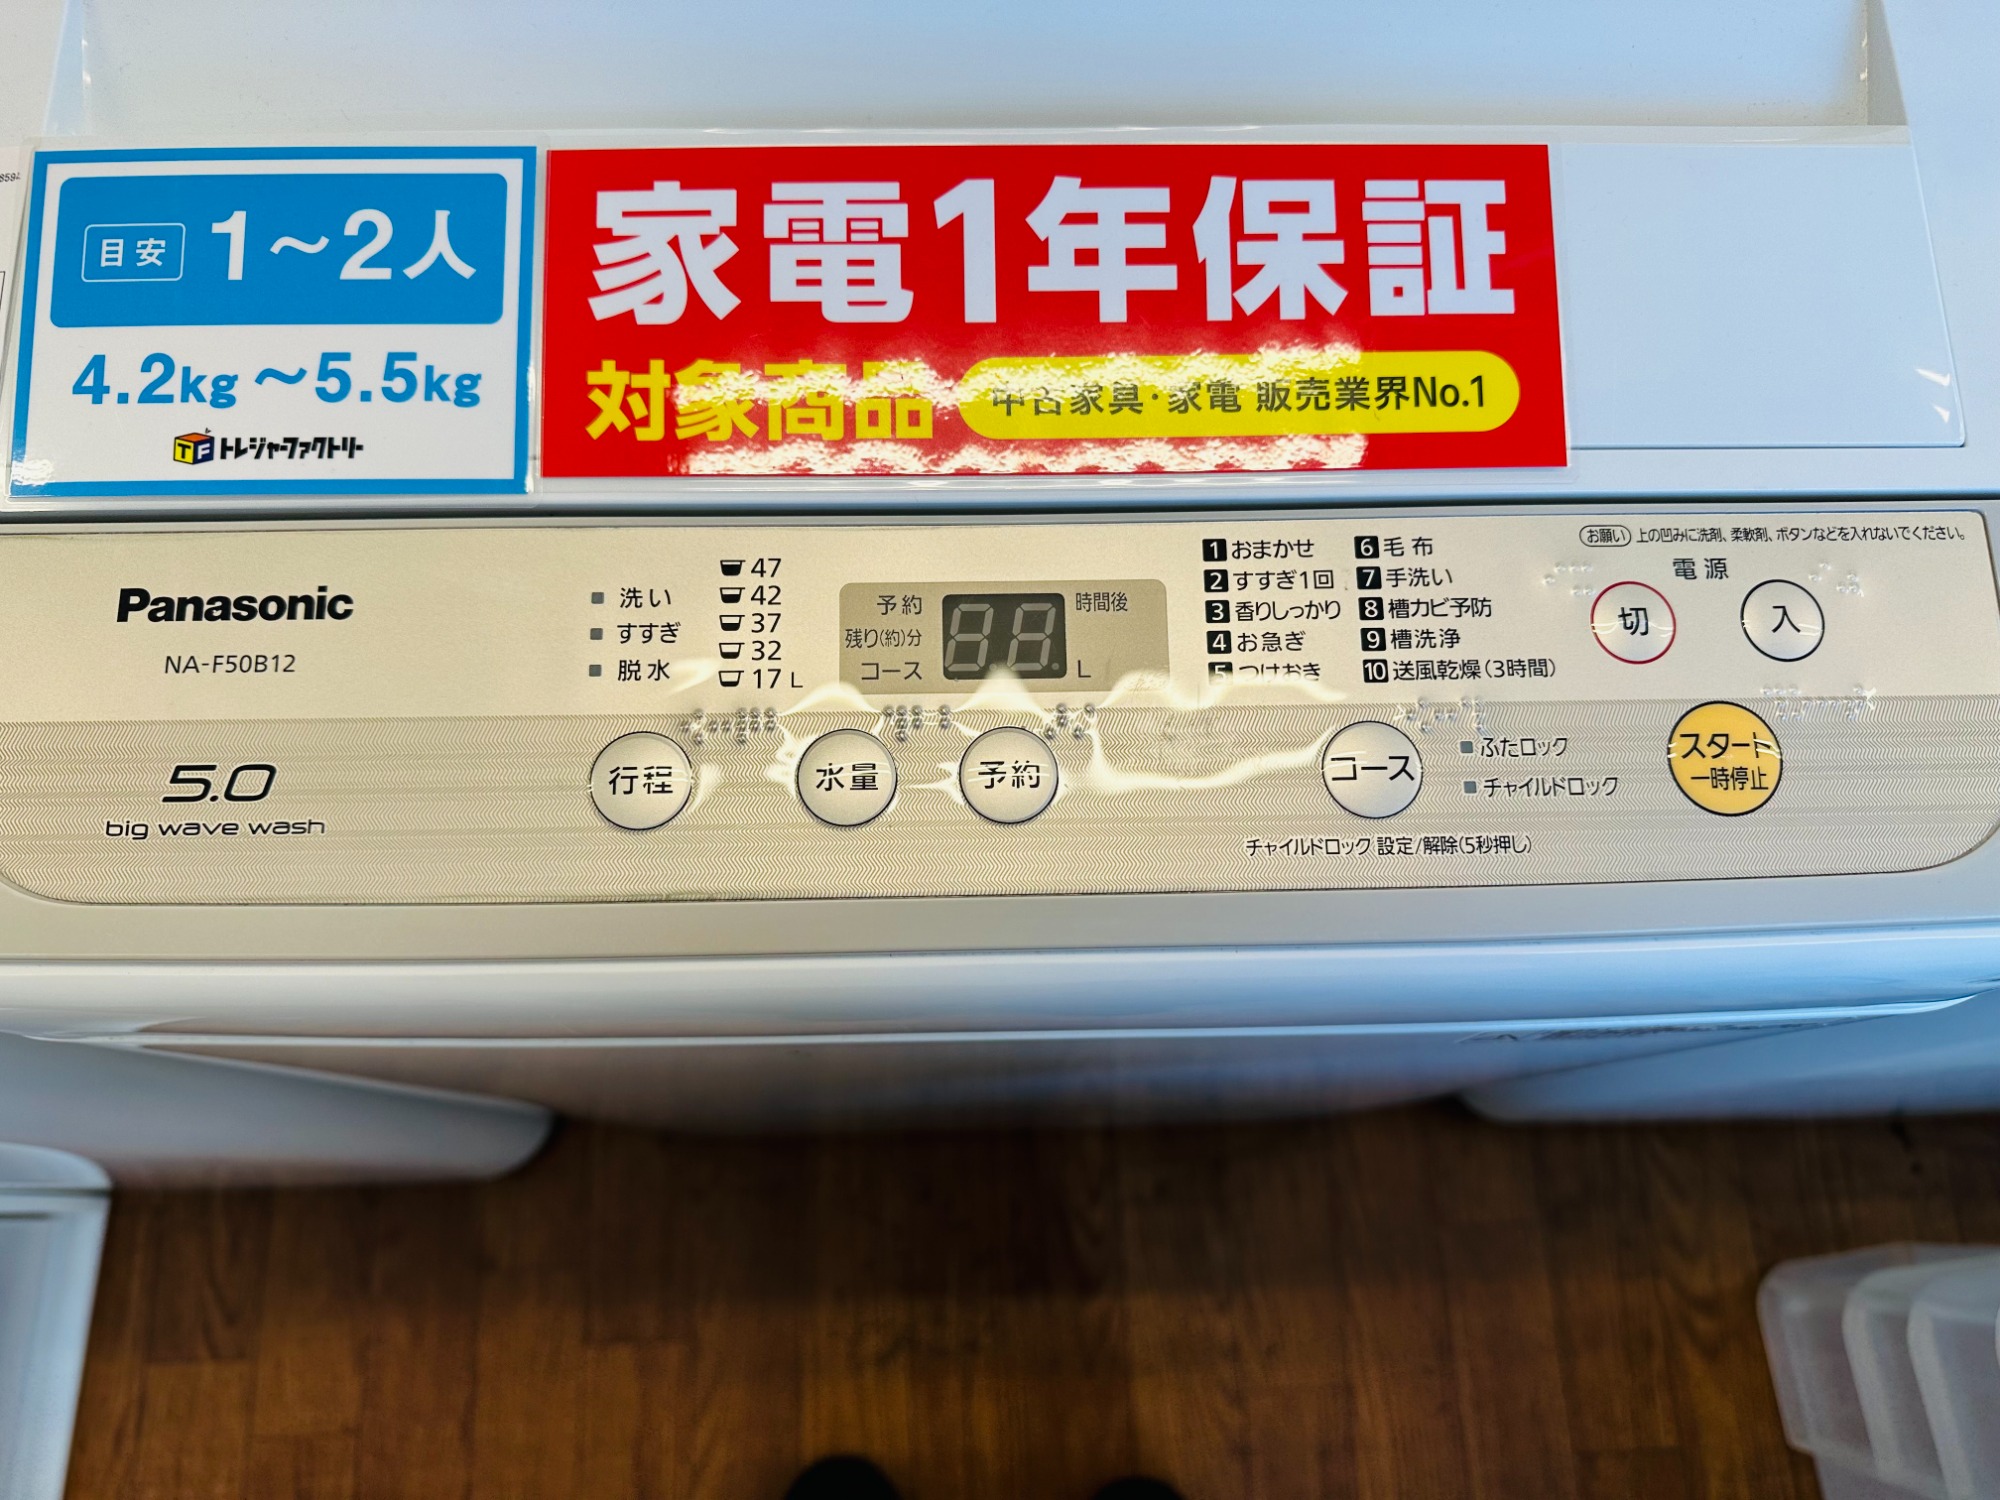 目安 1～2人
4.2kg～5.5kg
TF トレジャーファクトリー
家電1年保証
対象商品 中古家具・家電 販売業界No.1
Panasonic
NA-F50B12
5.0
big wave wash
洗い
すすぎ
脱水
47
42
37
32
17 L
予約 88 時間後
残り(約)分
コース L
1 おまかせ
2 すすぎ1回
3 香りしっかり
4 お急ぎ
5 つけおき
6 毛布
7 手洗い
8 槽カビ予防
9 槽洗浄
10 送風乾燥(3時間)
お願い 上の凹みに洗剤、柔軟剤、ボタンなどを入れないでください。
電源
切 入
行程 水量 予約 コース
ふたロック
チャイルドロック
スタート
一時停止
チャイルドロック 設定/解除(5秒押し)